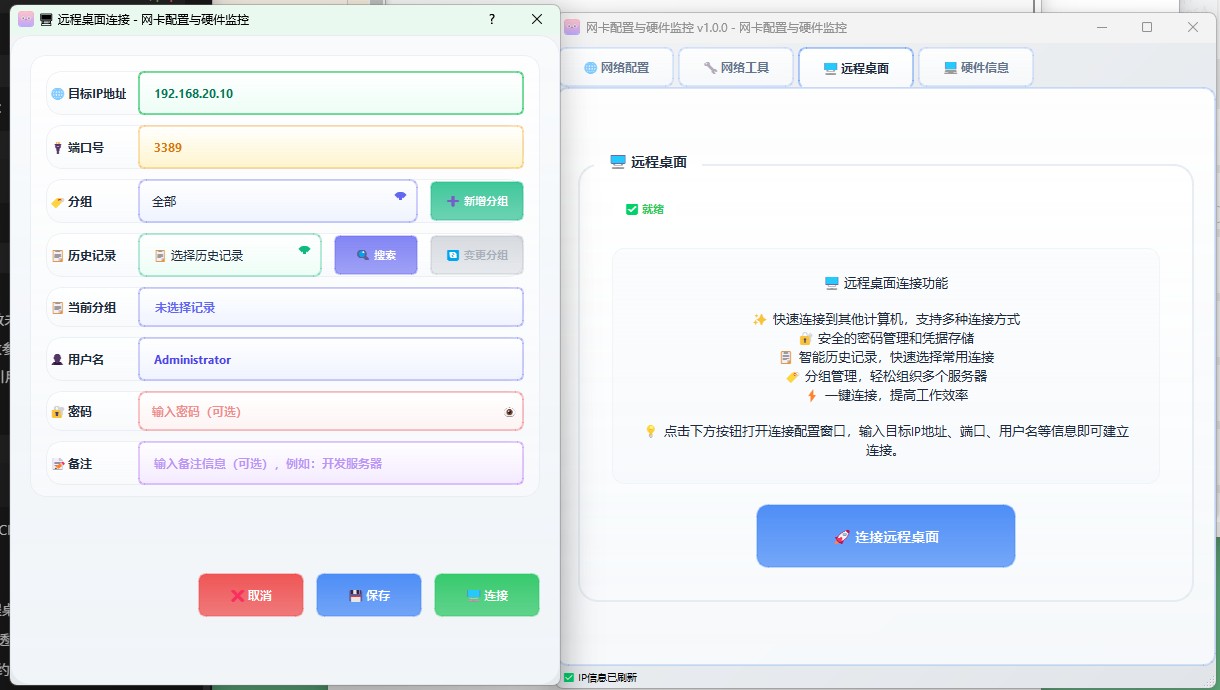 远程桌面连接 - 网卡配置与硬件监控
?
目标IP地址
192.168.20.10
端口号
3389
分组
全部
新增分组
历史记录
选择历史记录
搜索
变更分组
当前分组
未选择记录
用户名
Administrator
密码
输入密码（可选）
备注
输入备注信息（可选），例如：开发服务器
取消
保存
连接
网卡配置与硬件监控 v1.0.0 - 网卡配置与硬件监控
网络配置
网络工具
远程桌面
硬件信息
远程桌面
就绪
远程桌面连接功能
快速连接到其他计算机，支持多种连接方式
安全的密码管理和凭据存储
智能历史记录，快速选择常用连接
分组管理，轻松组织多个服务器
一键连接，提高工作效率
点击下方按钮打开连接配置窗口，输入目标IP地址、端口、用户名等信息即可建立
连接。
连接远程桌面
IP信息已刷新